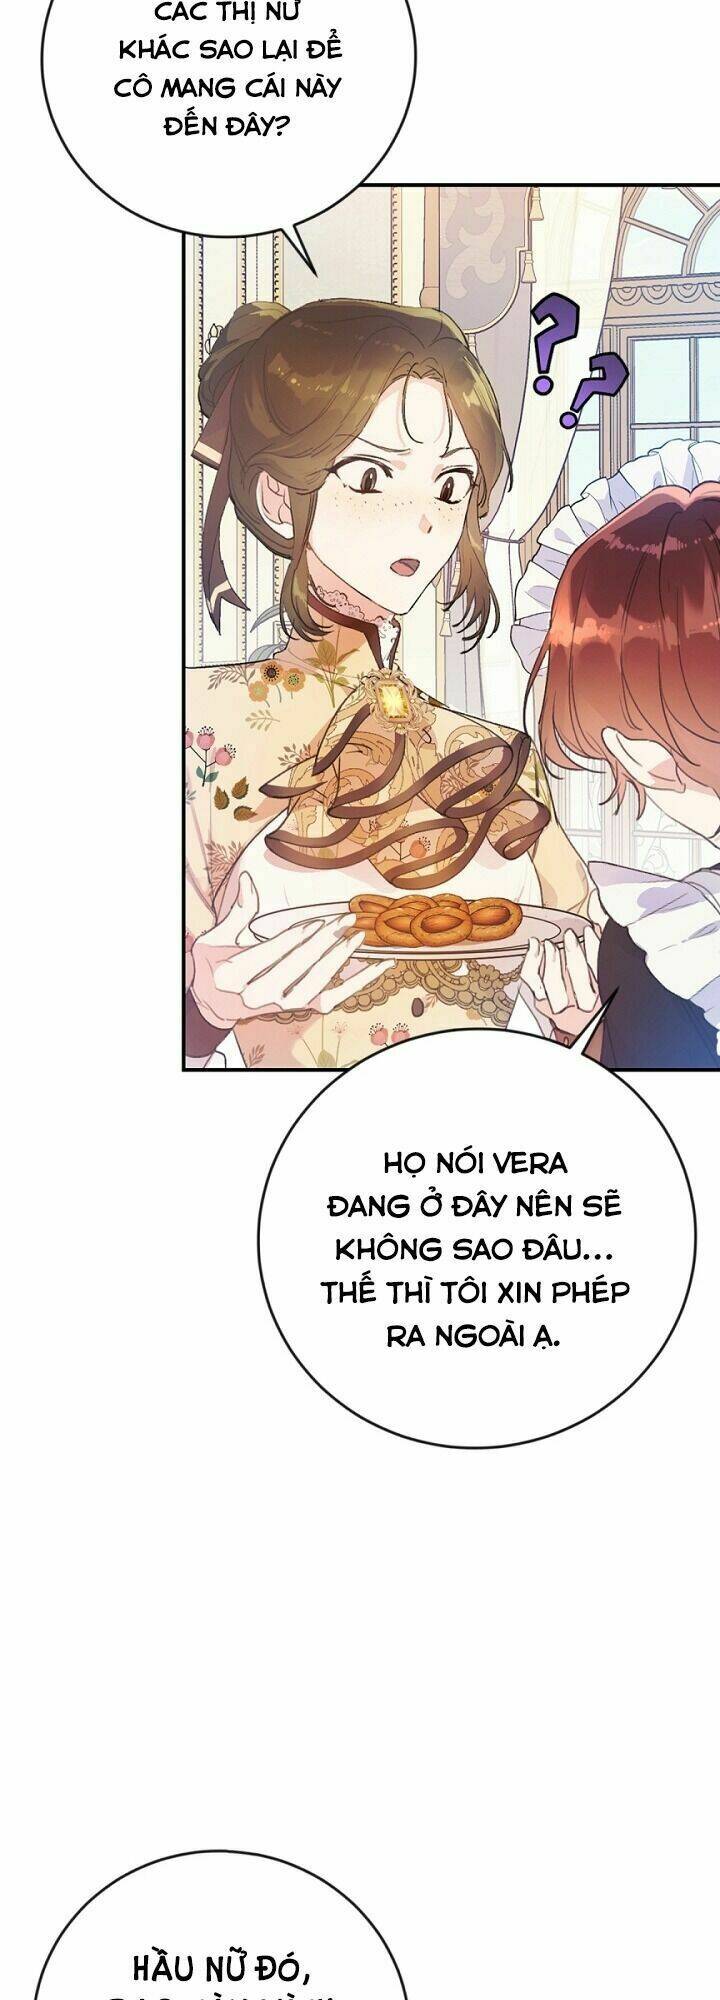 CÁC THỊ NỮ
KHÁC SAO LẠI ĐỂ
CÔ MANG CÁI NÀY
ĐẾN ĐÂY?
??
HỌ NÓI VERA
ĐANG Ở ĐÂY NÊN SẼ
KHÔNG SAO ĐÂU...
THẾ THÌ TÔI XIN PHÉP
RA NGOÀI Ạ.
HẦU NỮ ĐÓ,